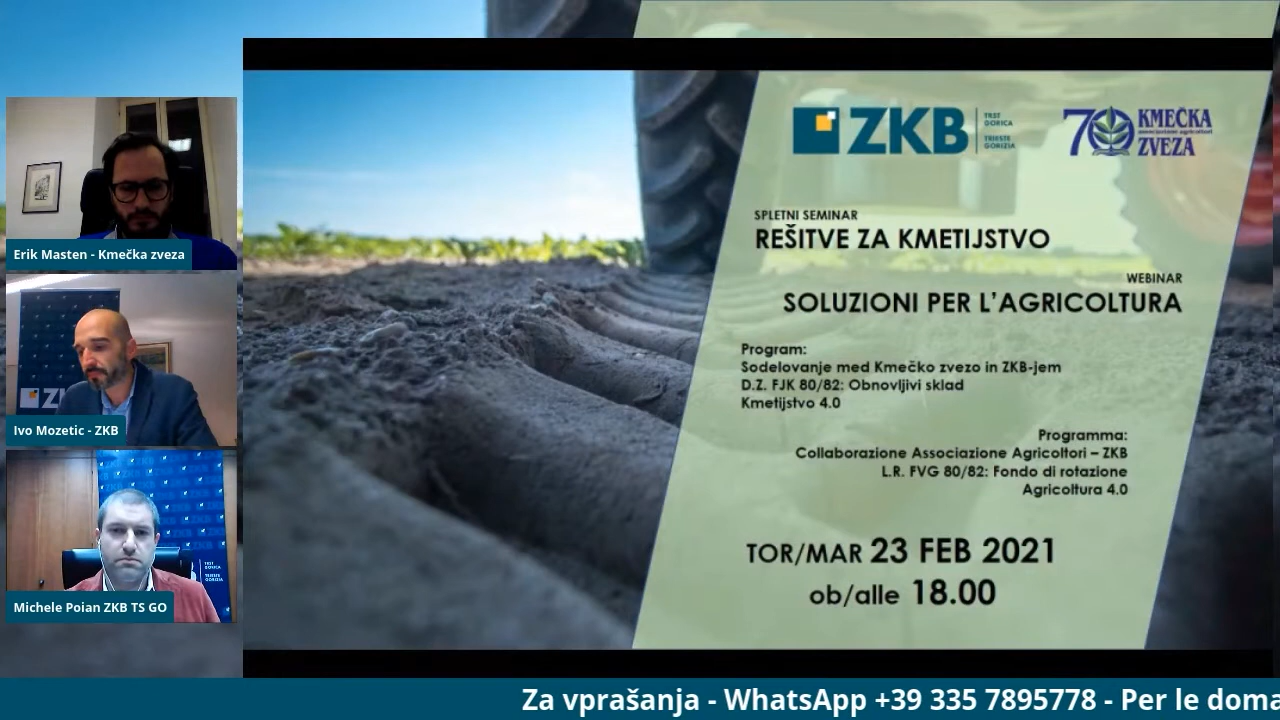 ZKB
TRST
GORICA
TRIESTE
GORIZIA
70
KMEČKA
associazione agricoltori
ZVEZA
SPLETNI SEMINAR
REŠITVE ZA KMETIJSTVO
WEBINAR
SOLUZIONI PER L’AGRICOLTURA
Program:
Sodelovanje med Kmečko zvezo in ZKB-jem
D.Z. FJK 80/82: Obnovljivi sklad
Kmetijstvo 4.0
Programma:
Collaborazione Associazione Agricoltori – ZKB
L.R. FVG 80/82: Fondo di rotazione
Agricoltura 4.0
TOR/MAR 23 FEB 2021
ob/alle 18.00
Erik Masten - Kmečka zveza
Ivo Mozetic - ZKB
Michele Poian ZKB TS GO
Za vprašanja - WhatsApp +39 335 7895778 - Per le doma